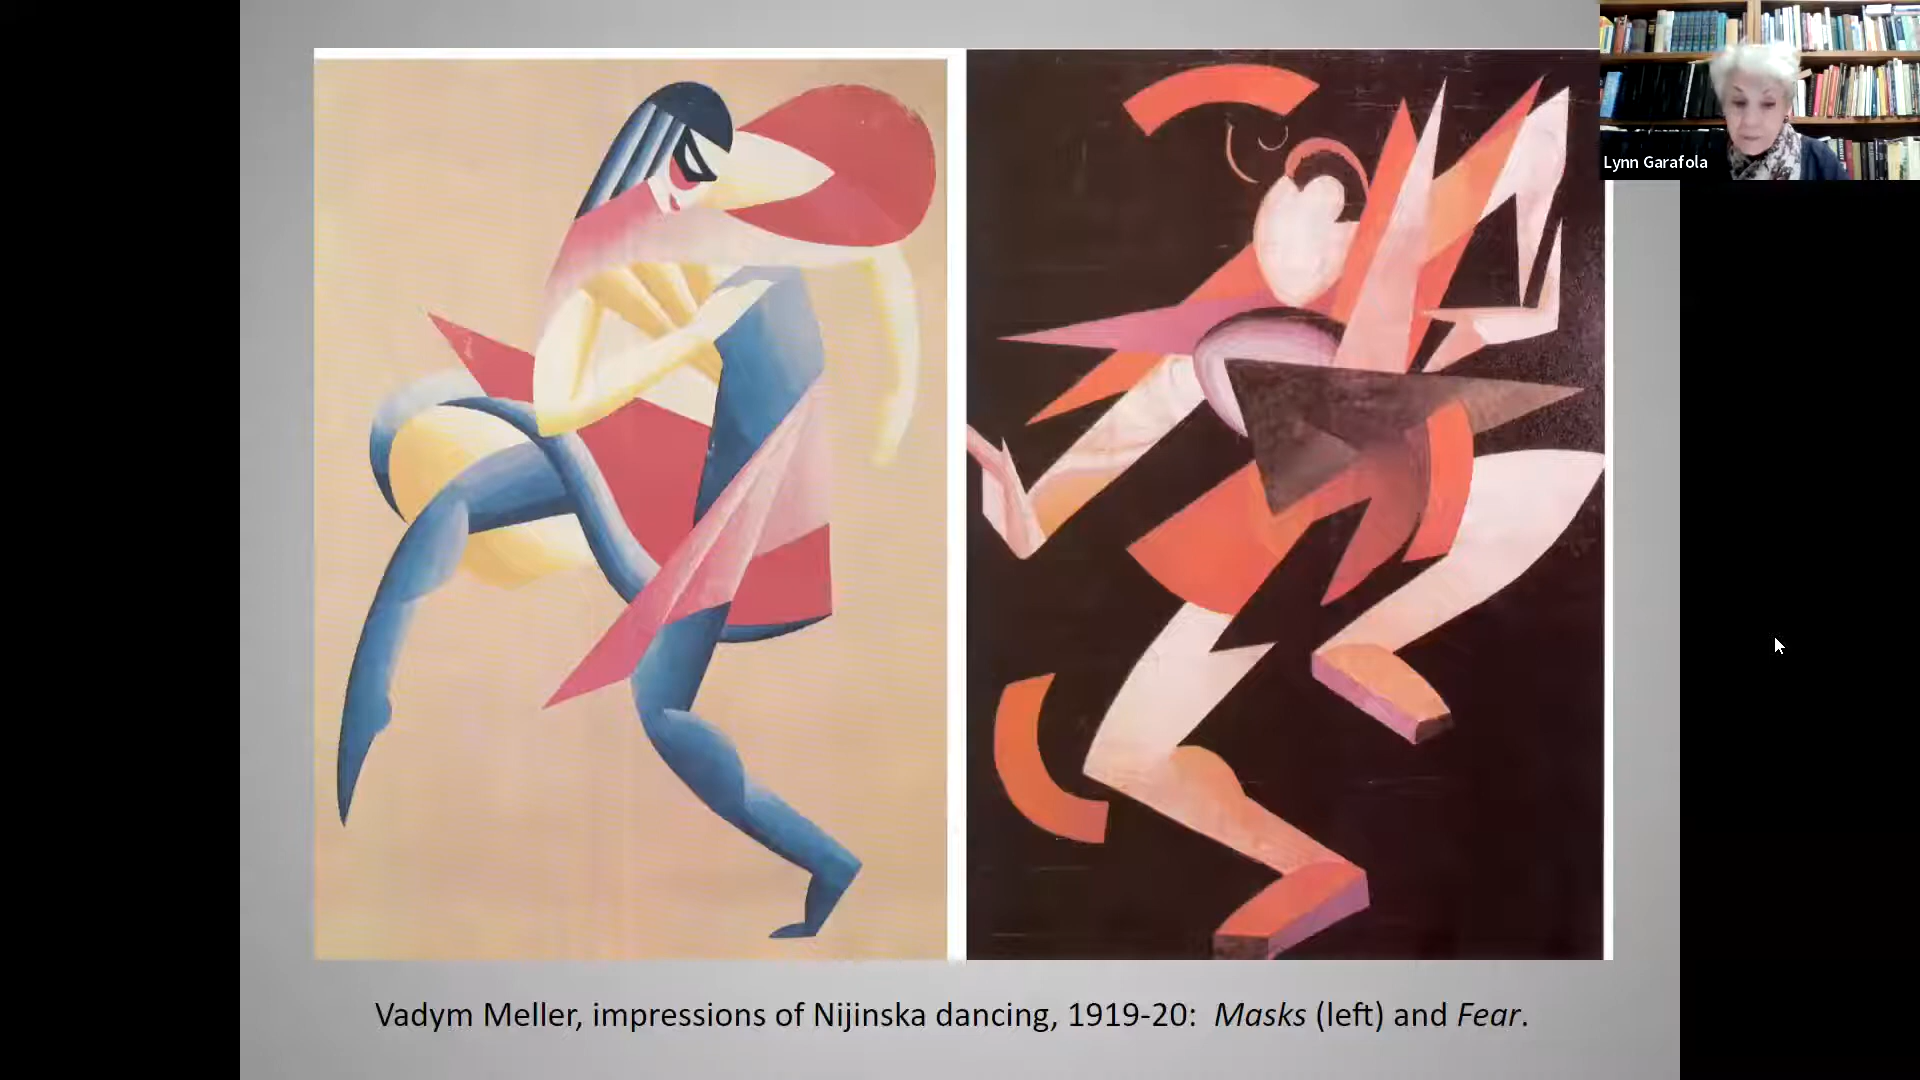 Lynn Garafola
Vadym Meller, impressions of Nijinska dancing, 1919-20:  Masks (left) and Fear.